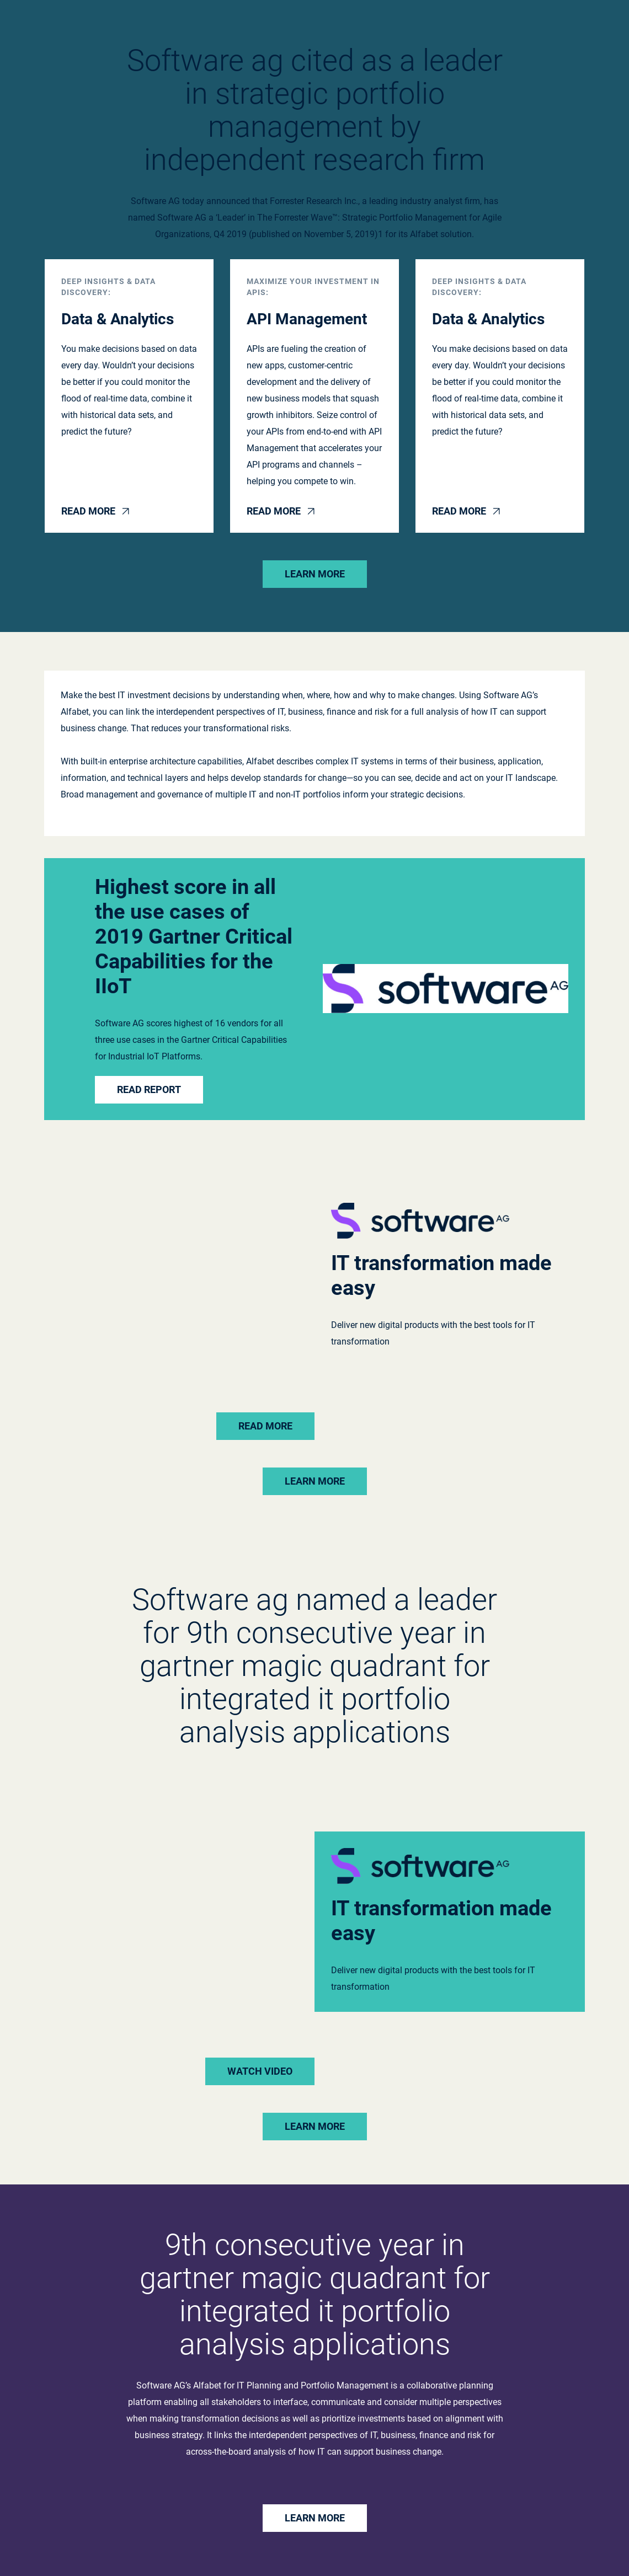 Software ag cited as a leader
in strategic portfolio
management by
independent research firm
Software AG today announced that Forrester Research Inc., a leading industry analyst firm, has
named Software AG a ‘Leader’ in The Forrester Wave™: Strategic Portfolio Management for Agile
Organizations, Q4 2019 (published on November 5, 2019)1 for its Alfabet solution.
DEEP INSIGHTS & DATA
DISCOVERY:
Data & Analytics
You make decisions based on data
every day. Wouldn’t your decisions
be better if you could monitor the
flood of real-time data, combine it
with historical data sets, and
predict the future?
READ MORE
MAXIMIZE YOUR INVESTMENT IN
APIS:
API Management
APIs are fueling the creation of
new apps, customer-centric
development and the delivery of
new business models that squash
growth inhibitors. Seize control of
your APIs from end-to-end with API
Management that accelerates your
API programs and channels –
helping you compete to win.
READ MORE
DEEP INSIGHTS & DATA
DISCOVERY:
Data & Analytics
You make decisions based on data
every day. Wouldn’t your decisions
be better if you could monitor the
flood of real-time data, combine it
with historical data sets, and
predict the future?
READ MORE
LEARN MORE
Make the best IT investment decisions by understanding when, where, how and why to make changes. Using Software AG’s
Alfabet, you can link the interdependent perspectives of IT, business, finance and risk for a full analysis of how IT can support
business change. That reduces your transformational risks.
With built-in enterprise architecture capabilities, Alfabet describes complex IT systems in terms of their business, application,
information, and technical layers and helps develop standards for change—so you can see, decide and act on your IT landscape.
Broad management and governance of multiple IT and non-IT portfolios inform your strategic decisions.
Highest score in all
the use cases of
2019 Gartner Critical
Capabilities for the
IIoT
Software AG scores highest of 16 vendors for all
three use cases in the Gartner Critical Capabilities
for Industrial IoT Platforms.
READ REPORT
software AG
software AG
IT transformation made
easy
Deliver new digital products with the best tools for IT
transformation
READ MORE
LEARN MORE
Software ag named a leader
for 9th consecutive year in
gartner magic quadrant for
integrated it portfolio
analysis applications
software AG
IT transformation made
easy
Deliver new digital products with the best tools for IT
transformation
WATCH VIDEO
LEARN MORE
9th consecutive year in
gartner magic quadrant for
integrated it portfolio
analysis applications
Software AG’s Alfabet for IT Planning and Portfolio Management is a collaborative planning
platform enabling all stakeholders to interface, communicate and consider multiple perspectives
when making transformation decisions as well as prioritize investments based on alignment with
business strategy. It links the interdependent perspectives of IT, business, finance and risk for
across-the-board analysis of how IT can support business change.
LEARN MORE